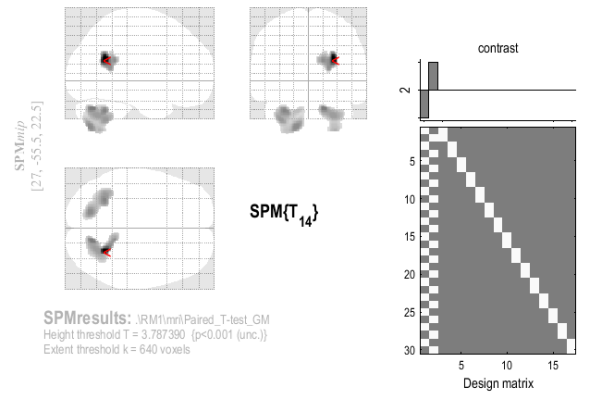 SPMmip
[27, -55.5, 22.5]
SPM{T14}
SPMresults: .\RM1\mri\Paired_T-test_GM
Height threshold T = 3.787390 {p<0.001 (unc.)}
Extent threshold k = 640 voxels
contrast
2
5
10
15
20
25
30
5 10 15
Design matrix